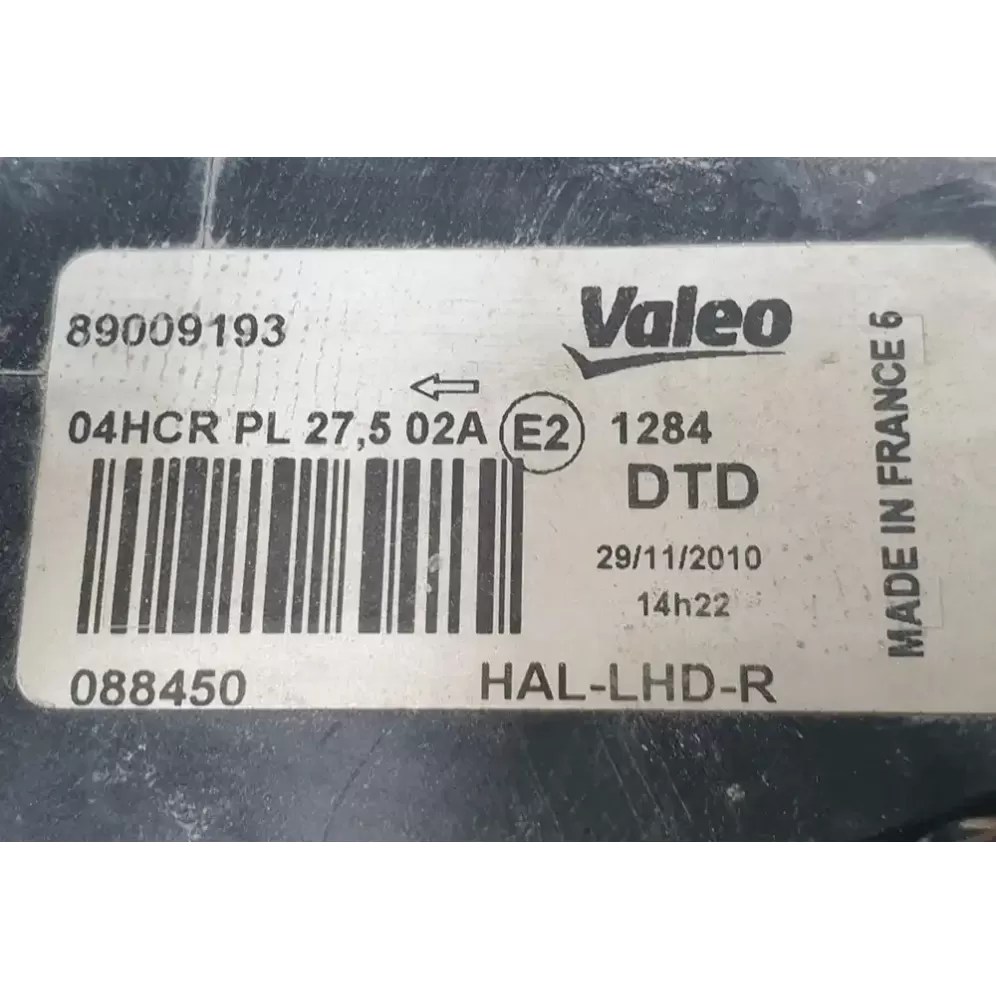 89009193
Valeo
04HCR PL 27,5 02A E2 1284
DTD
29/11/2010
14h22
088450
HAL-LHD-R
MADE IN FRANCE 6